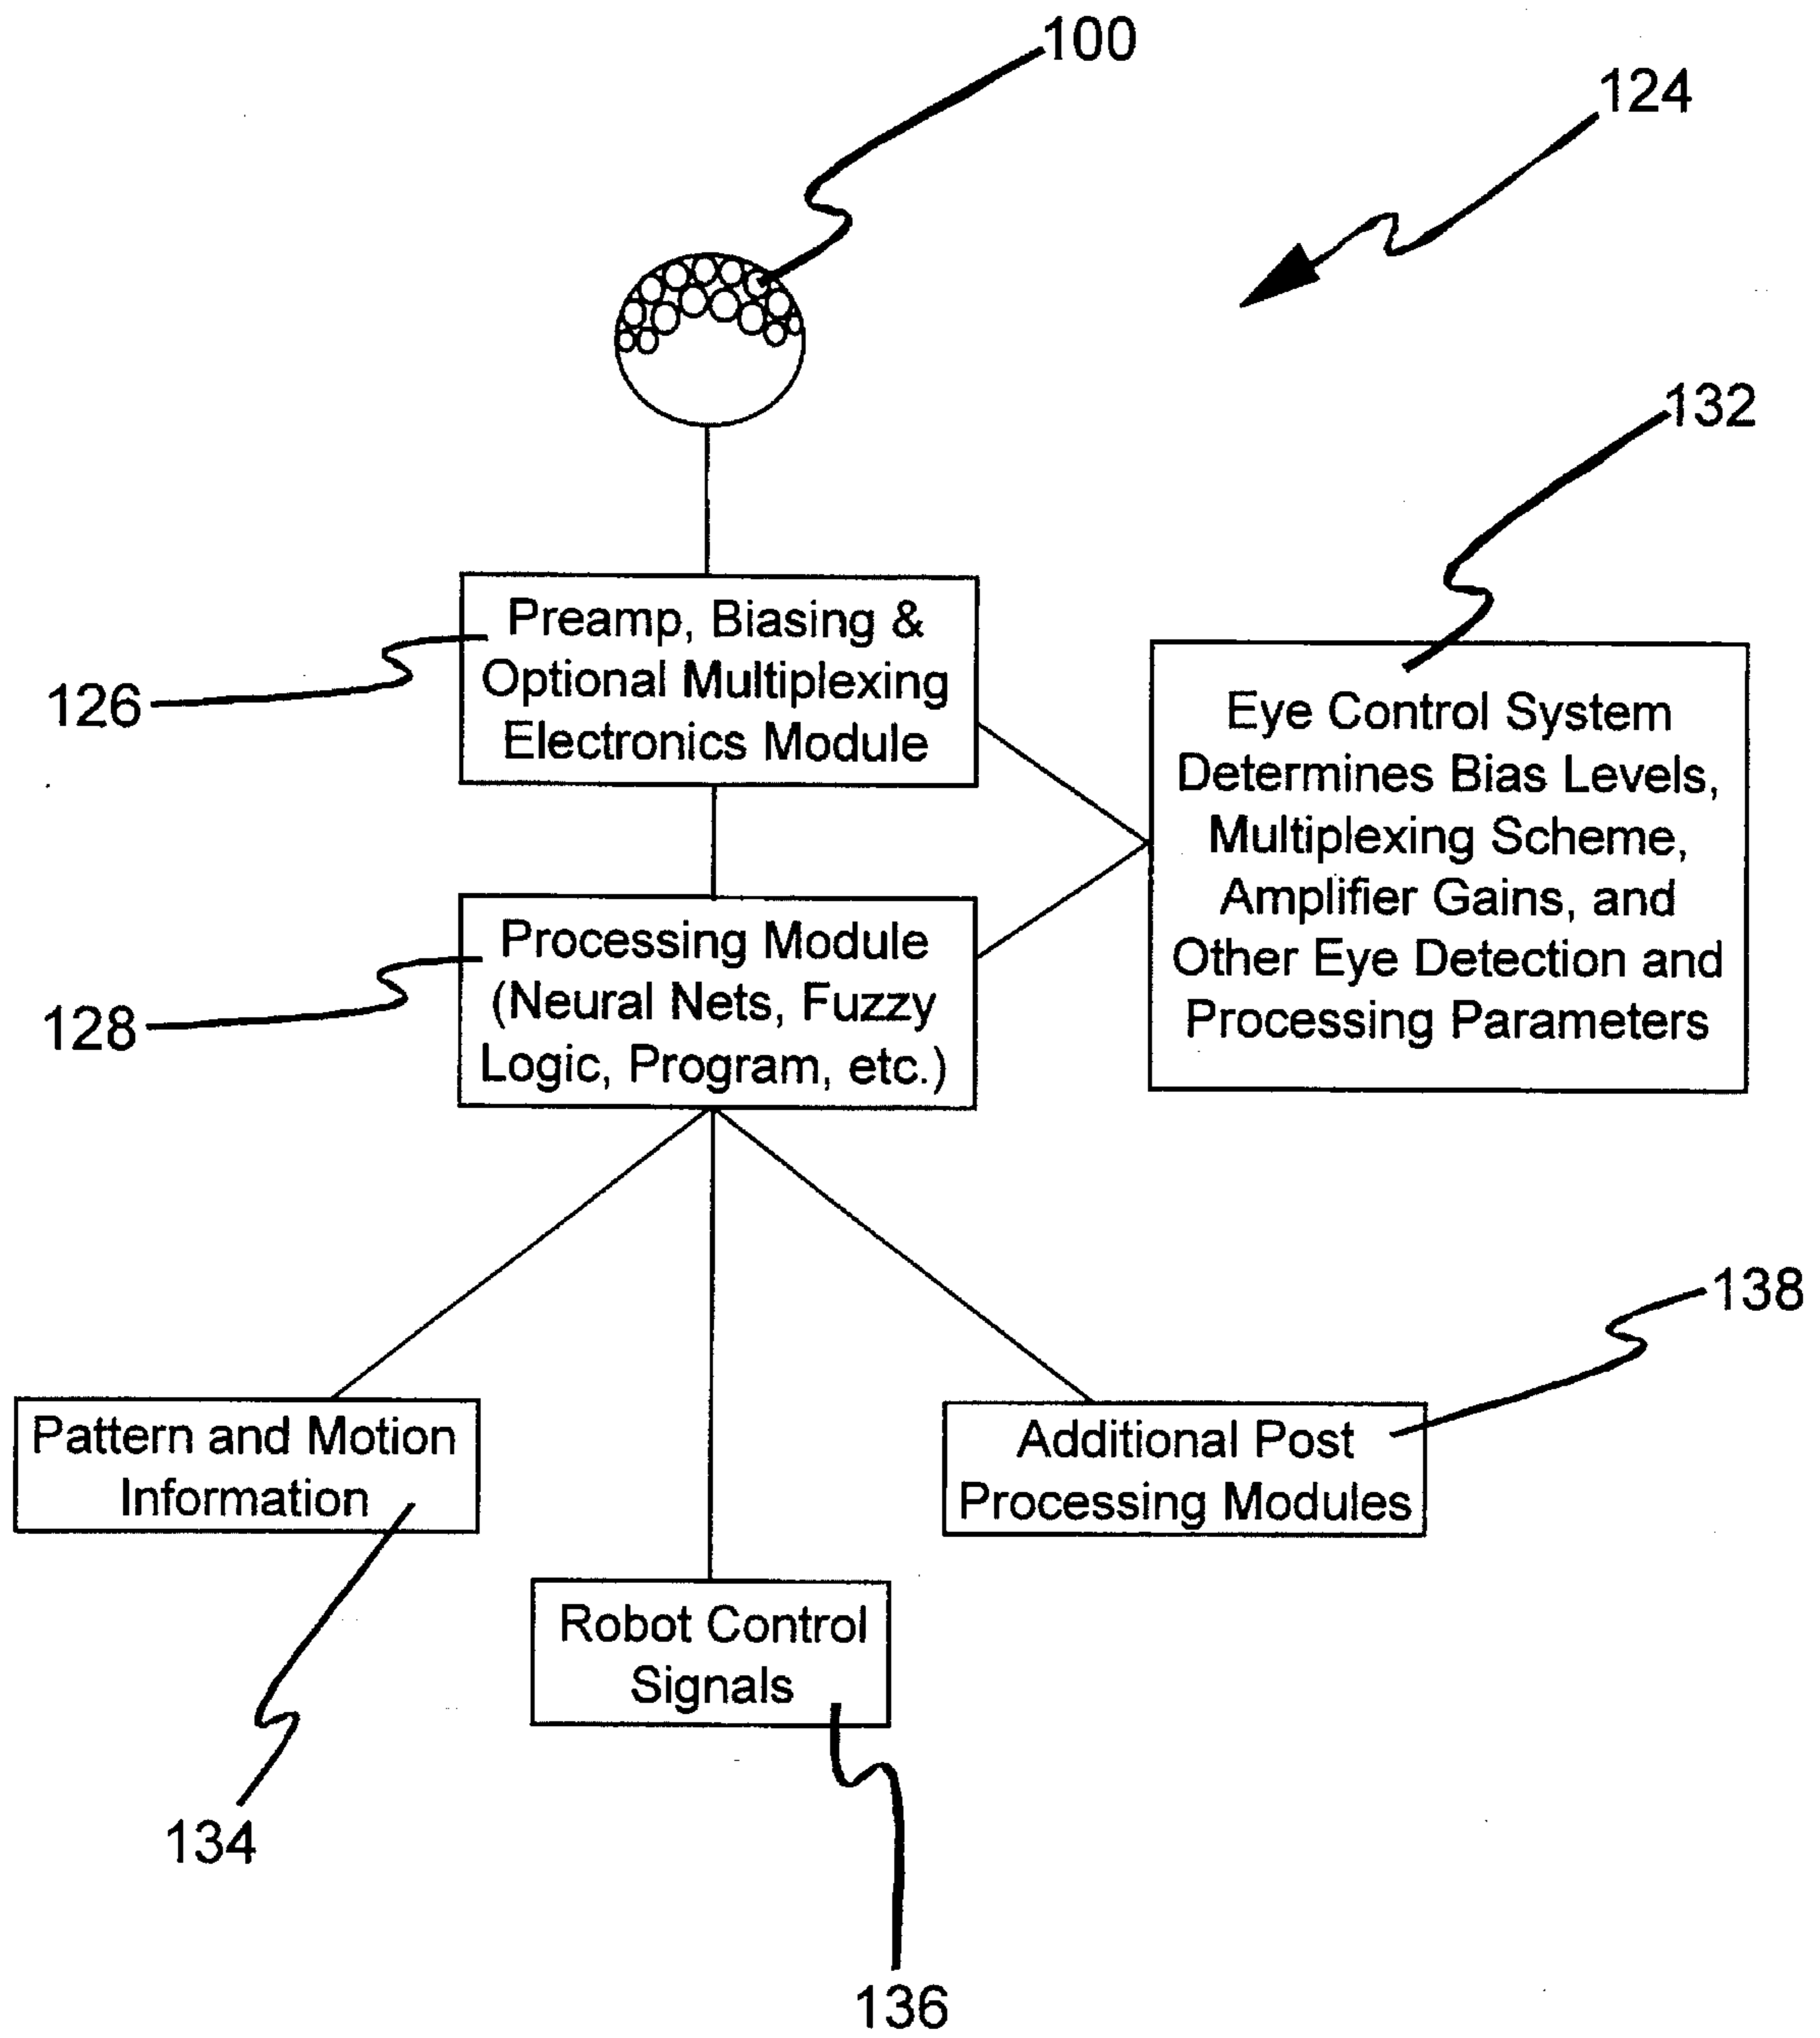 100
124
132
Preamp, Biasing &
Optional Multiplexing
Electronics Module
126
Eye Control System
Determines Bias Levels,
Multiplexing Scheme,
Amplifier Gains, and
Other Eye Detection and
Processing Parameters
Processing Module
(Neural Nets, Fuzzy
Logic, Program, etc.)
128
138
Pattern and Motion
Information
Additional Post
Processing Modules
Robot Control
Signals
134
136